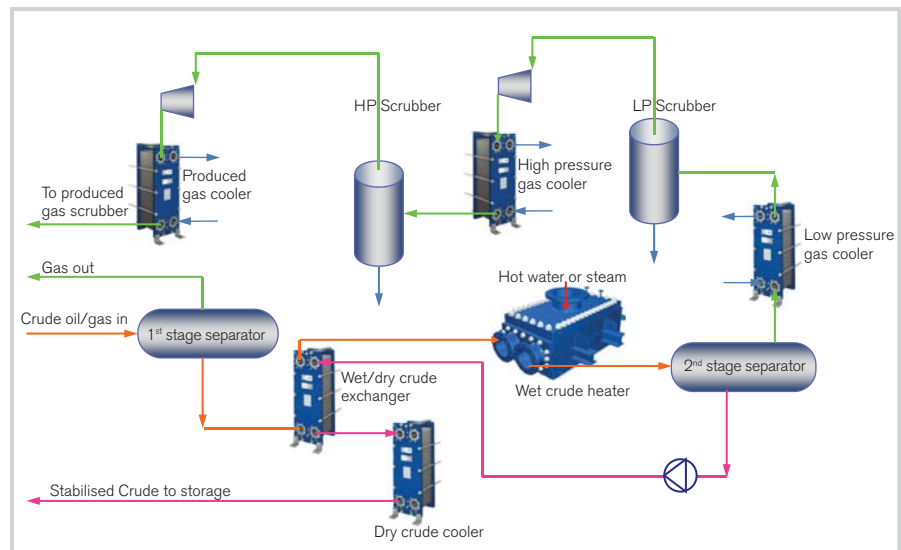 HP Scrubber
LP Scrubber
Produced
gas cooler
High pressure
gas cooler
To produced
gas scrubber
Low pressure
gas cooler
Gas out
Hot water or steam
Crude oil/gas in
1st stage separator
Wet/dry crude
exchanger
Wet crude heater
2nd stage separator
Stabilised Crude to storage
Dry crude cooler